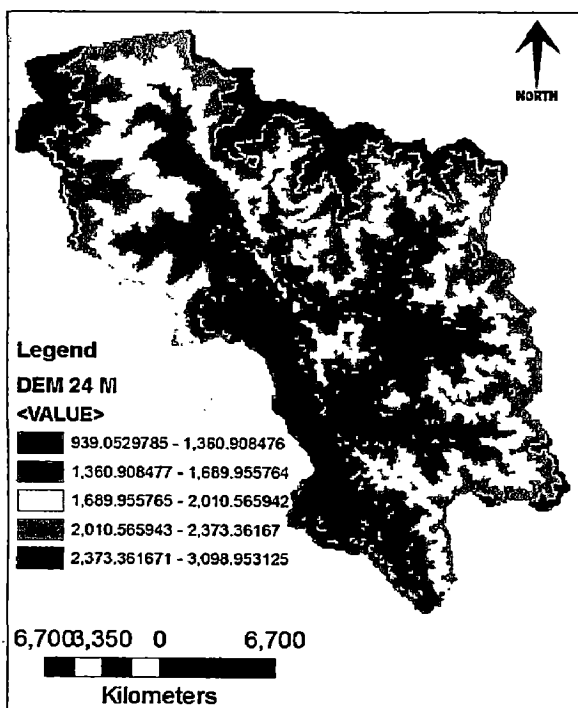 NORTH
Legend
DEM 24 M
<VALUE>
939.0529785 - 1,360.908476
1,360.908477 - 1,689.955764
1,689.955765 - 2,010.565942
2,010.565943 - 2,373.36167
2,373.361671 - 3,098.953125
6,7003,350 0 6,700
Kilometers